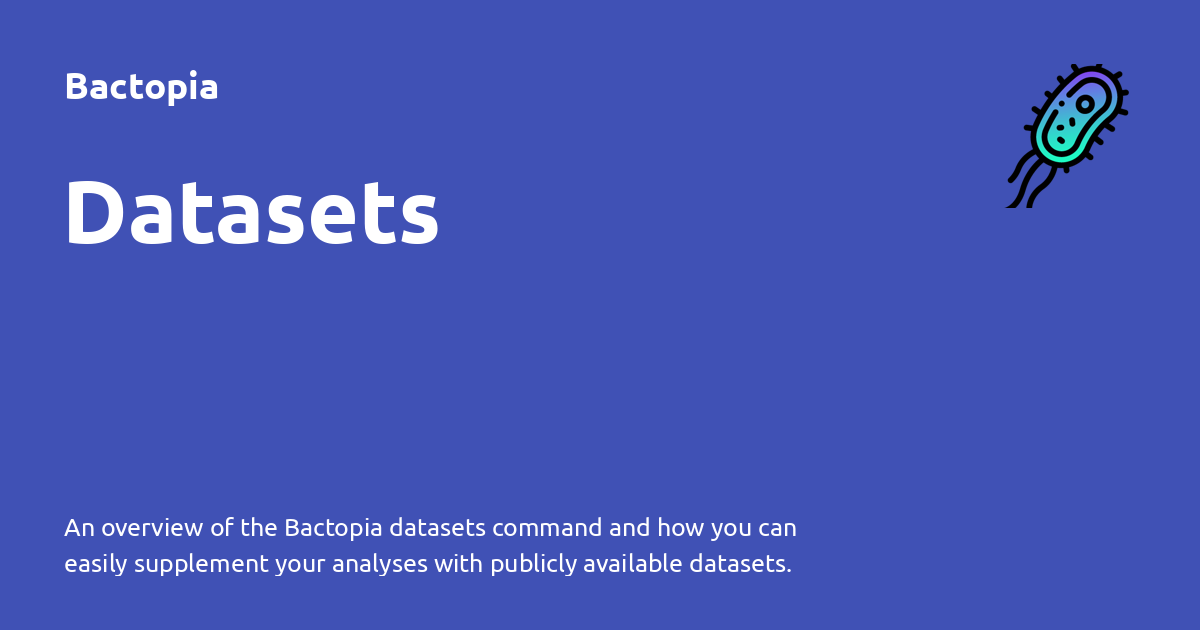 Bactopia
Datasets
An overview of the Bactopia datasets command and how you can
easily supplement your analyses with publicly available datasets.